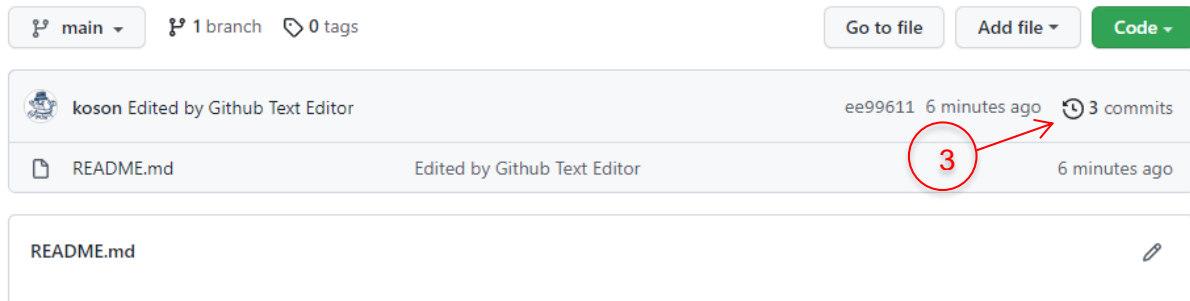 main 1 branch 0 tags Go to file Add file Code
koson Edited by Github Text Editor ee99611 6 minutes ago 3 commits
3
README.md Edited by Github Text Editor 6 minutes ago
README.md